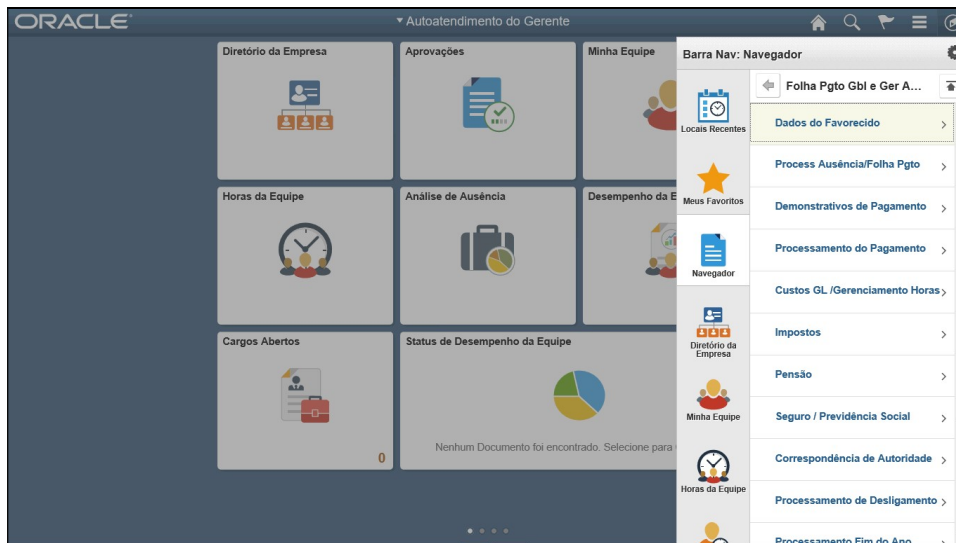 ORACLE
Autoatendimento do Gerente
Diretório da Empresa
Aprovações
Minha Equipe
Horas da Equipe
Análise de Ausência
Desempenho da E
Cargos Abertos
0
Status de Desempenho da Equipe
Nenhum Documento foi encontrado. Selecione para
Barra Nav: Navegador
Locais Recentes
Meus Favoritos
Navegador
Diretório da
Empresa
Minha Equipe
Horas da Equipe
Folha Pgto Gbl e Ger A...
Dados do Favorecido
Process Ausência/Folha Pgto
Demonstrativos de Pagamento
Processamento do Pagamento
Custos GL /Gerenciamento Horas
Impostos
Pensão
Seguro / Previdência Social
Correspondência de Autoridade
Processamento de Desligamento
Processamento Fim do Ano